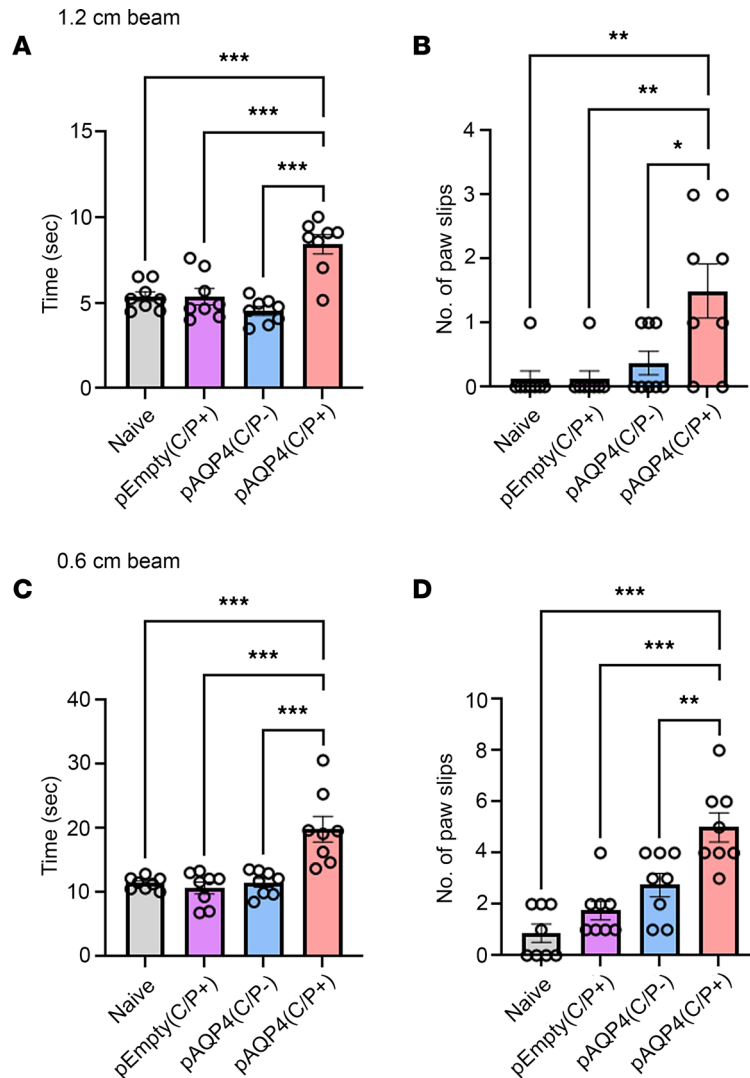 1.2 cm beam
A
***
***
***
Time (sec)
15
10
5
0
Naive
pEmpty(C/P+)
pAQP4(C/P-)
pAQP4(C/P+)
B
**
**
*
No. of paw slips
4
3
2
1
0
Naive
pEmpty(C/P+)
pAQP4(C/P-)
pAQP4(C/P+)
0.6 cm beam
C
***
***
***
Time (sec)
40
30
20
10
0
Naive
pEmpty(C/P+)
pAQP4(C/P-)
pAQP4(C/P+)
D
***
***
**
No. of paw slips
10
8
6
4
2
0
Naive
pEmpty(C/P+)
pAQP4(C/P-)
pAQP4(C/P+)